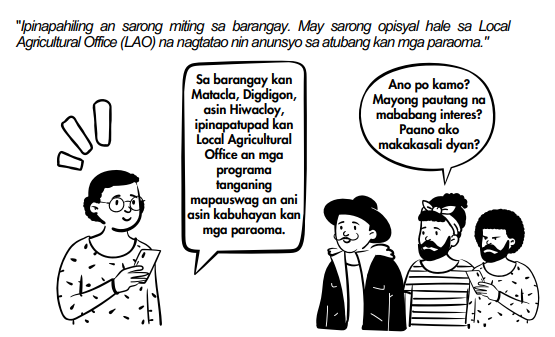 "Ipinapahiling an sarong miting sa barangay. May sarong opisyal hale sa Local
Agricultural Office (LAO) na nagtatao nin anunsyo sa atubang kan mga paraoma."
Sa barangay kan
Matacla, Digdigon,
asin Hiwacloy,
ipinapatupad kan
Local Agricultural
Office an mga
programa
tanganing
mapauswag an ani
asin kabuhayan kan
mga paraoma.
Ano po kamo?
Mayong pautang na
mababang interes?
Paano ako
makakasali dyan?